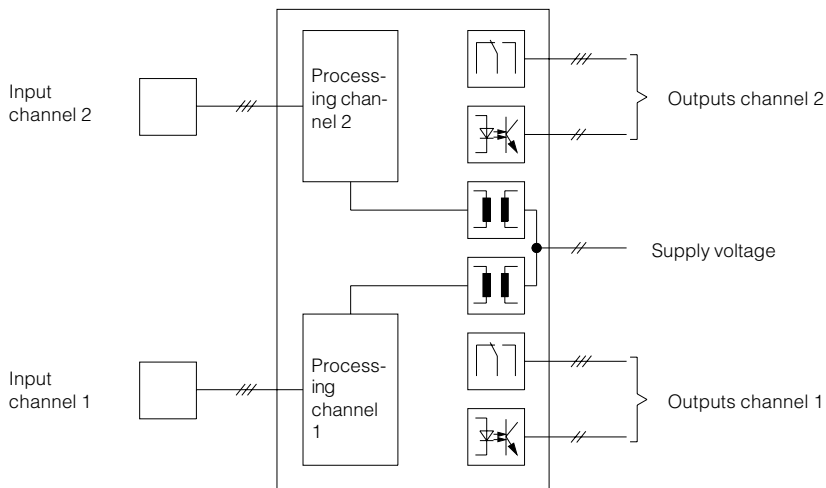 Input
channel 2
Process-
ing chan-
nel 2
Outputs channel 2
Supply voltage
Input
channel 1
Process-
ing
channel
1
Outputs channel 1